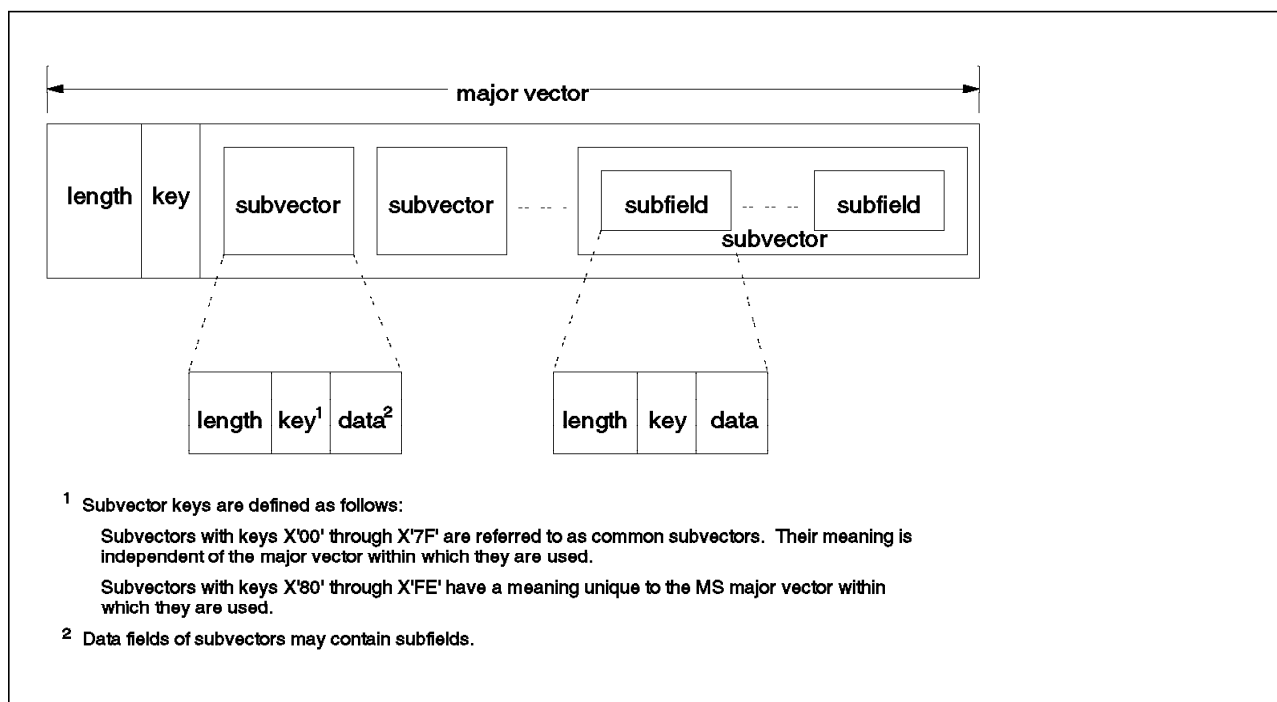 major vector
length key subvector subvector subfield subfield
subvector
length key¹ data² length key data
¹ Subvector keys are defined as follows:
Subvectors with keys X'00' through X'7F' are referred to as common subvectors. Their meaning is
independent of the major vector within which they are used.
Subvectors with keys X'80' through X'FE' have a meaning unique to the MS major vector within
which they are used.
² Data fields of subvectors may contain subfields.